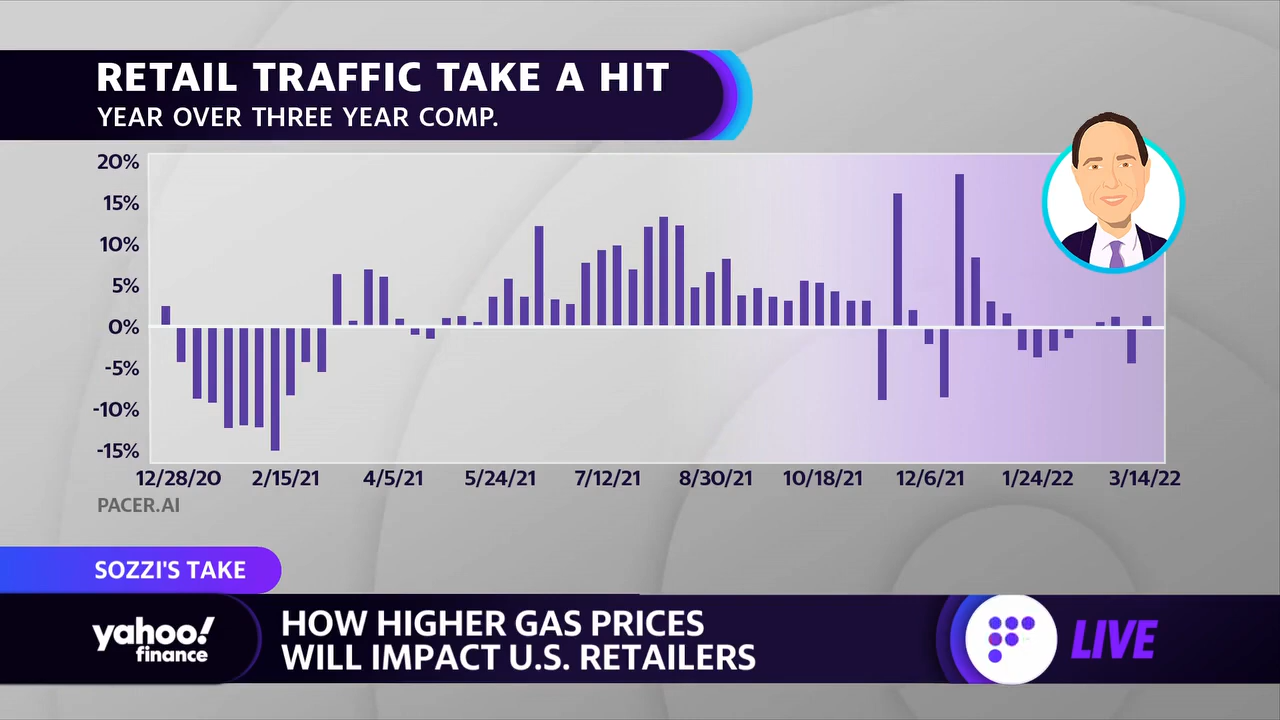 RETAIL TRAFFIC TAKE A HIT
YEAR OVER THREE YEAR COMP.
20%
15%
10%
5%
0%
-5%
-10%
-15%
12/28/20 2/15/21 4/5/21 5/24/21 7/12/21 8/30/21 10/18/21 12/6/21 1/24/22 3/14/22
PACER.AI
SOZZI'S TAKE
yahoo!
finance
HOW HIGHER GAS PRICES
WILL IMPACT U.S. RETAILERS
LIVE